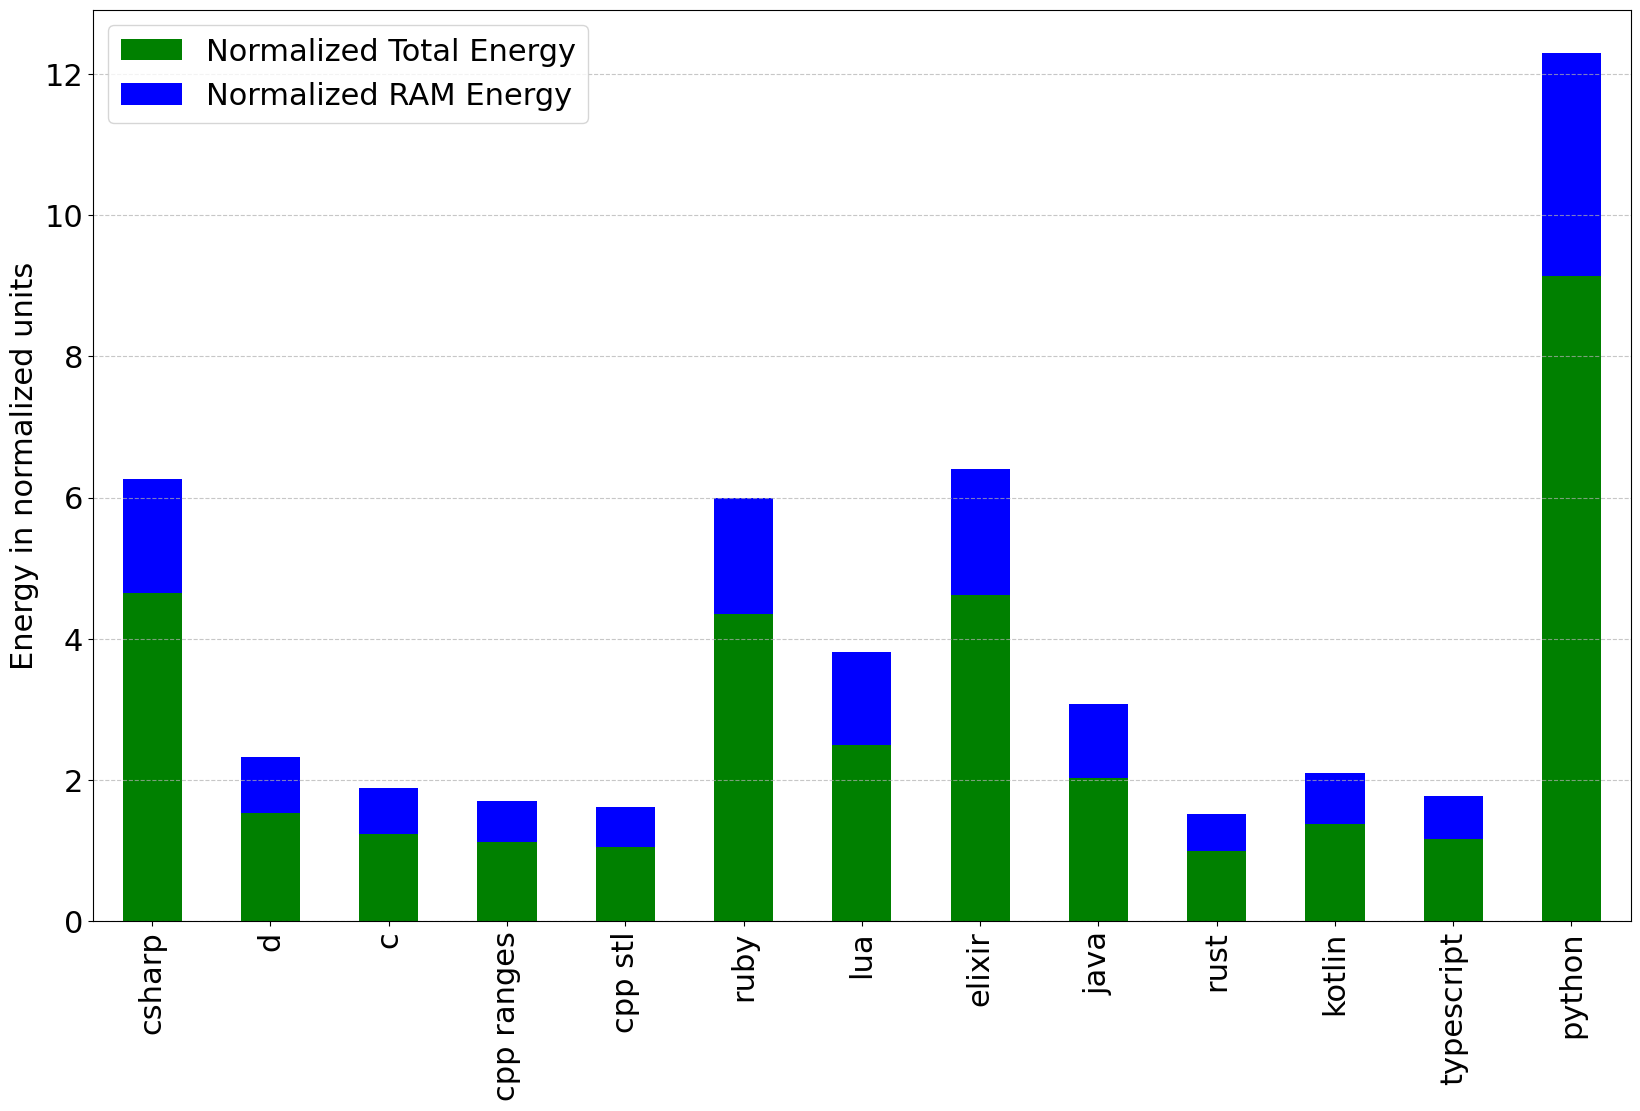 Normalized Total Energy
Normalized RAM Energy
Energy in normalized units
12
10
8
6
4
2
0
csharp
d
c
cpp ranges
cpp stl
ruby
lua
elixir
java
rust
kotlin
typescript
python